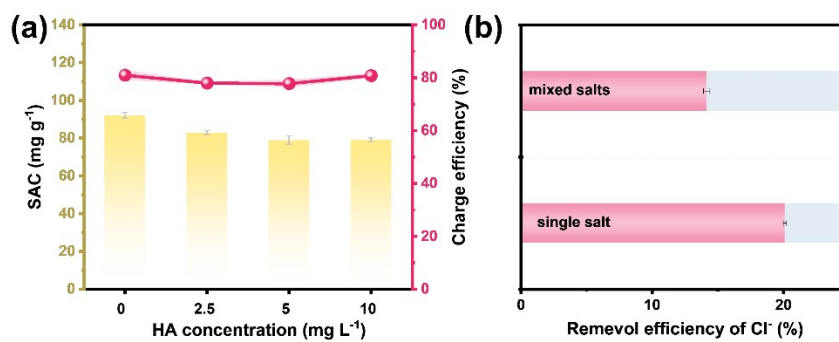 (a)
140
120
100
80
60
40
20
0
SAC (mg g-1)
0 2.5 5 10
HA concentration (mg L-1)
100
80
60
40
20
0
Charge efficiency (%)
(b)
mixed salts
single salt
0 10 20
Remevol efficiency of Cl- (%)